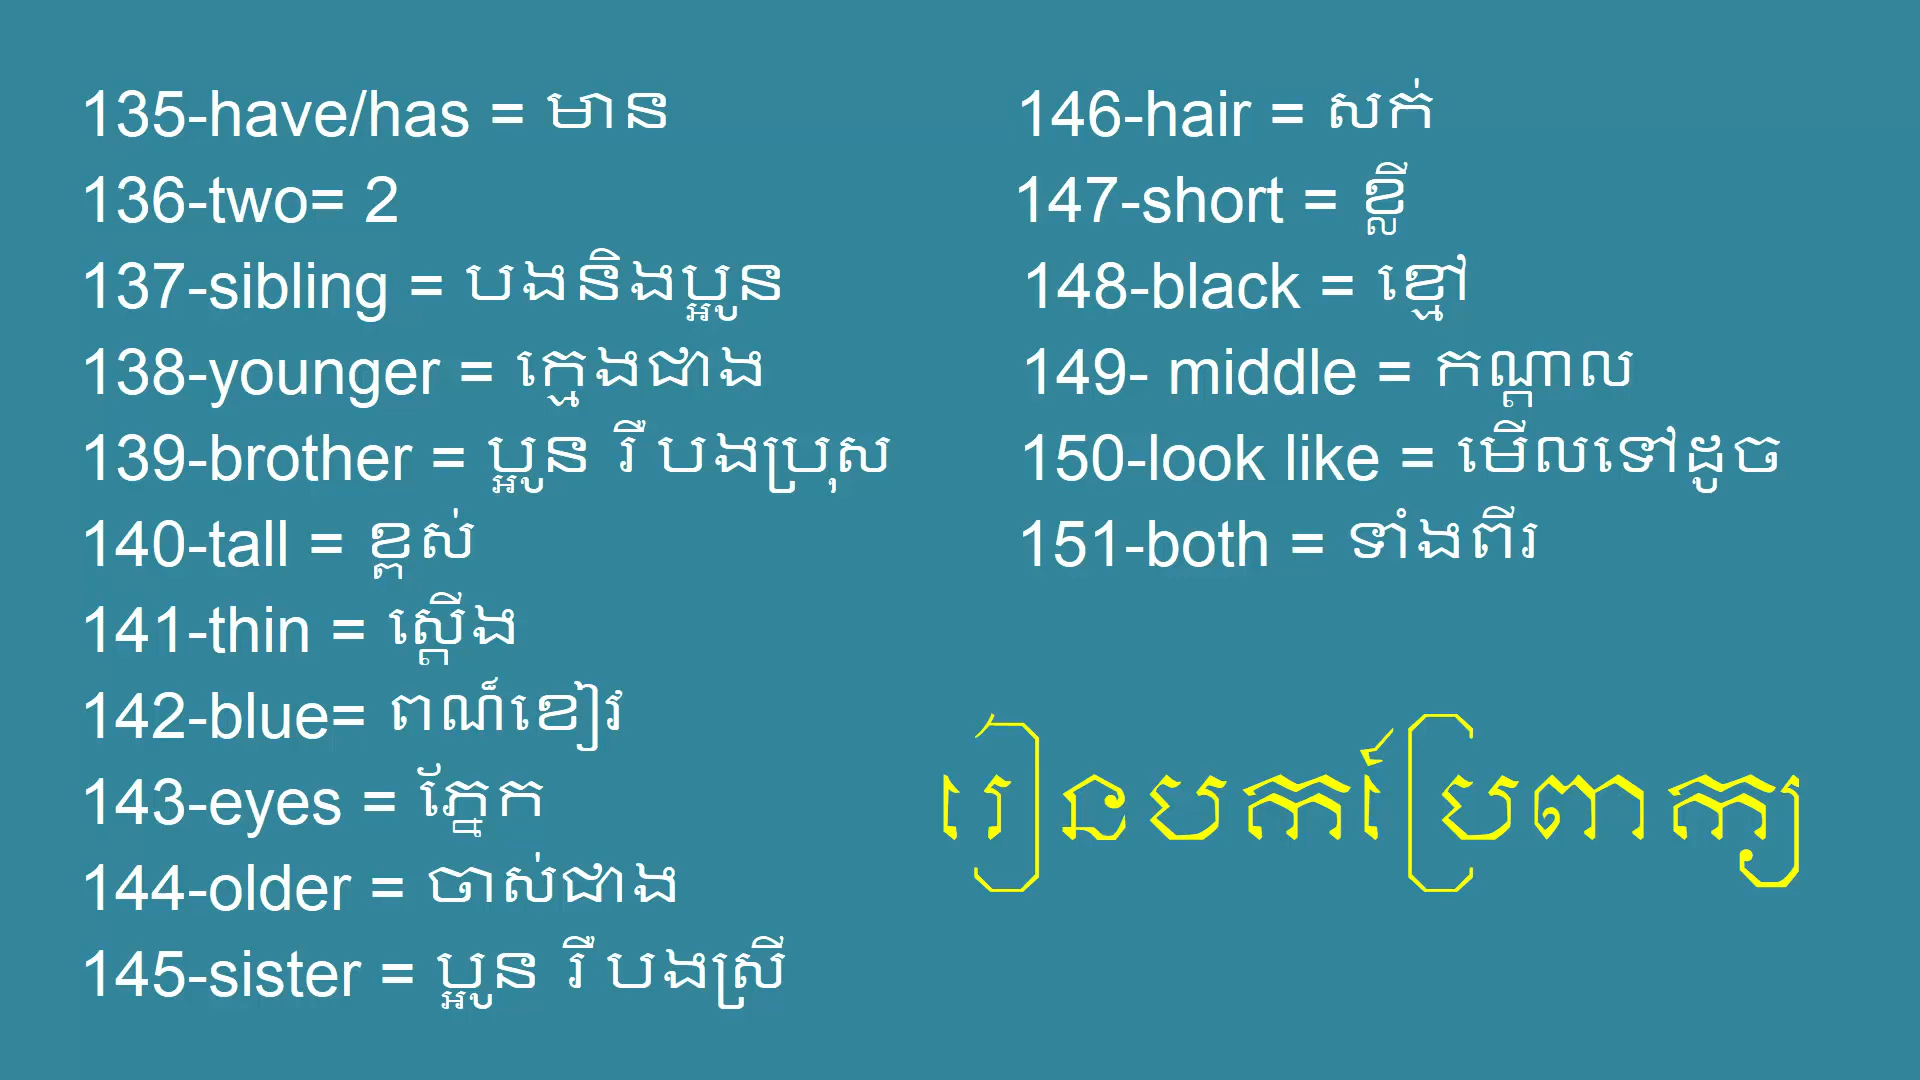 135-have/has = មាន
136-two= 2
137-sibling = បងនិងប្អូន
138-younger = ក្មេងជាង
139-brother = ប្អូន រឺ បងប្រុស
140-tall = ខ្ពស់
141-thin = ស្តើង
142-blue= ពណ៌ខៀវ
143-eyes = ភ្នែក
144-older = ចាស់ជាង
145-sister = ប្អូន រឺ បងស្រី
146-hair = សក់
147-short = ខ្លី
148-black = ខ្មៅ
149- middle = កណ្តាល
150-look like = មើលទៅដូច
151-both = ទាំងពីរ
រៀនបកប្រែពាក្យ